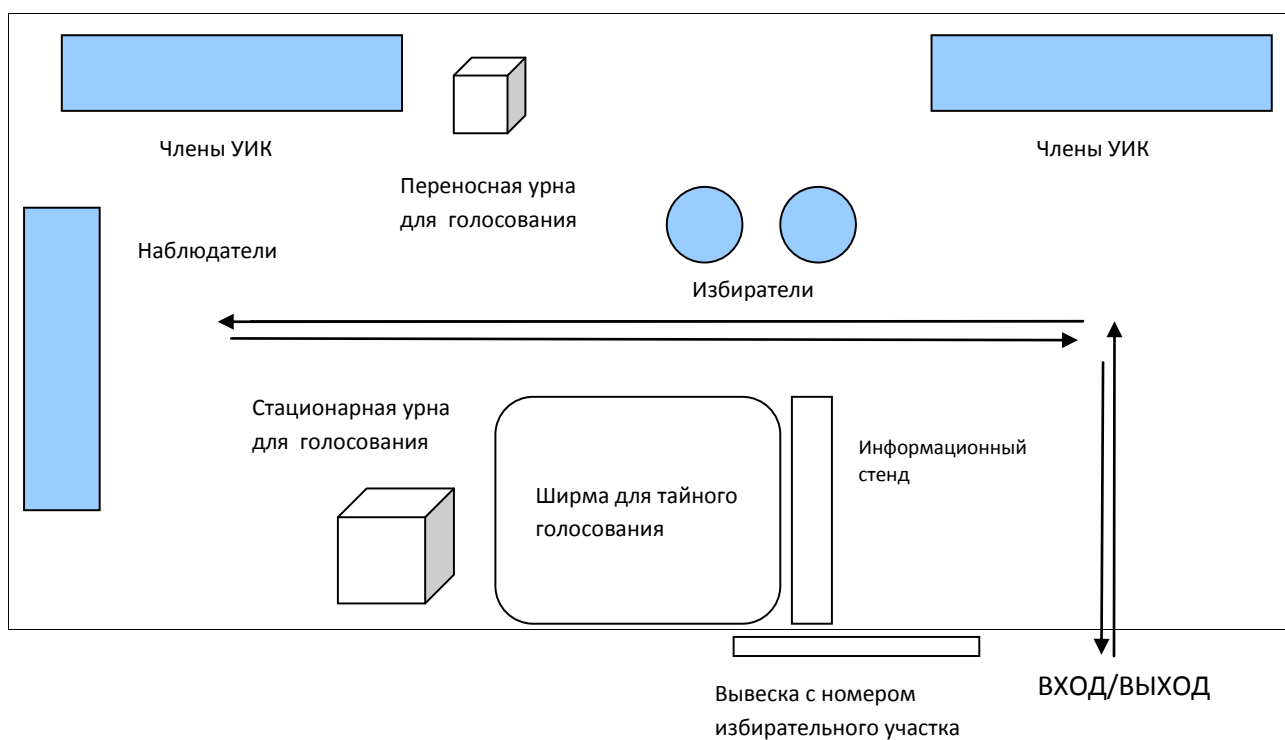 Члены УИК
Члены УИК
Переносная урна
для голосования
Наблюдатели
Избиратели
Стационарная урна
для голосования
Информационный
стенд
Ширма для тайного
голосования
Вывеска с номером
избирательного участка
ВХОД/ВЫХОД